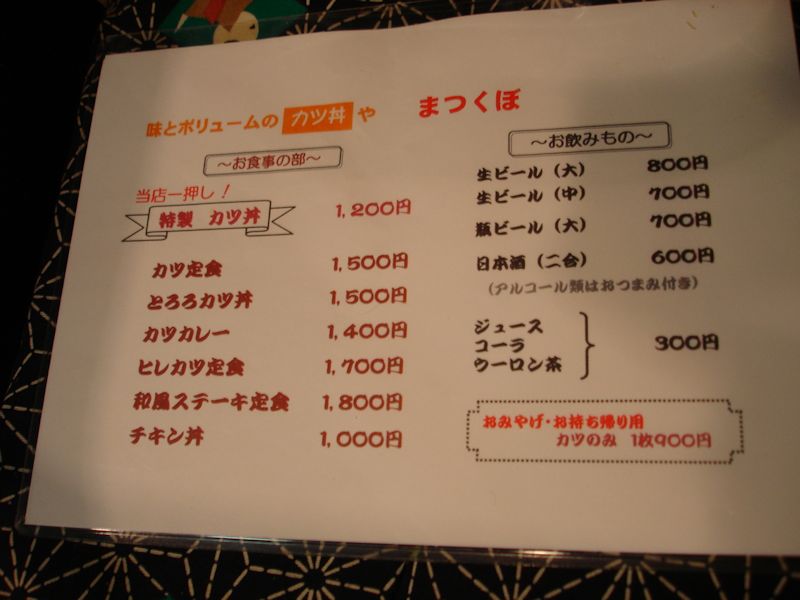 味とボリュームの カツ丼 や まつくぼ
～お食事の部～
当店一押し！
特製 カツ丼 1,200円
カツ定食 1,500円
とろろカツ丼 1,500円
カツカレー 1,400円
ヒレカツ定食 1,700円
和風ステーキ定食 1,800円
チキン丼 1,000円
～お飲みもの～
生ビール（大） 800円
生ビール（中） 700円
瓶ビール（大） 700円
日本酒（二合） 600円
（アルコール類はおつまみ付き）
ジュース
コーラ 300円
ウーロン茶
おみやげ・お持ち帰り用
カツのみ 1枚900円